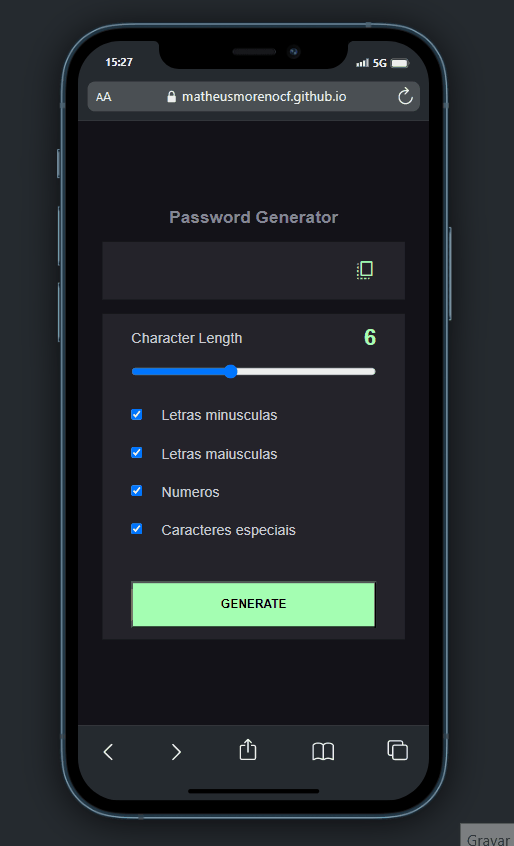 15:27
5G
AA
matheusmorenocf.github.io
Password Generator
Character Length
6
Letras minusculas
Letras maiusculas
Numeros
Caracteres especiais
GENERATE
Gravar